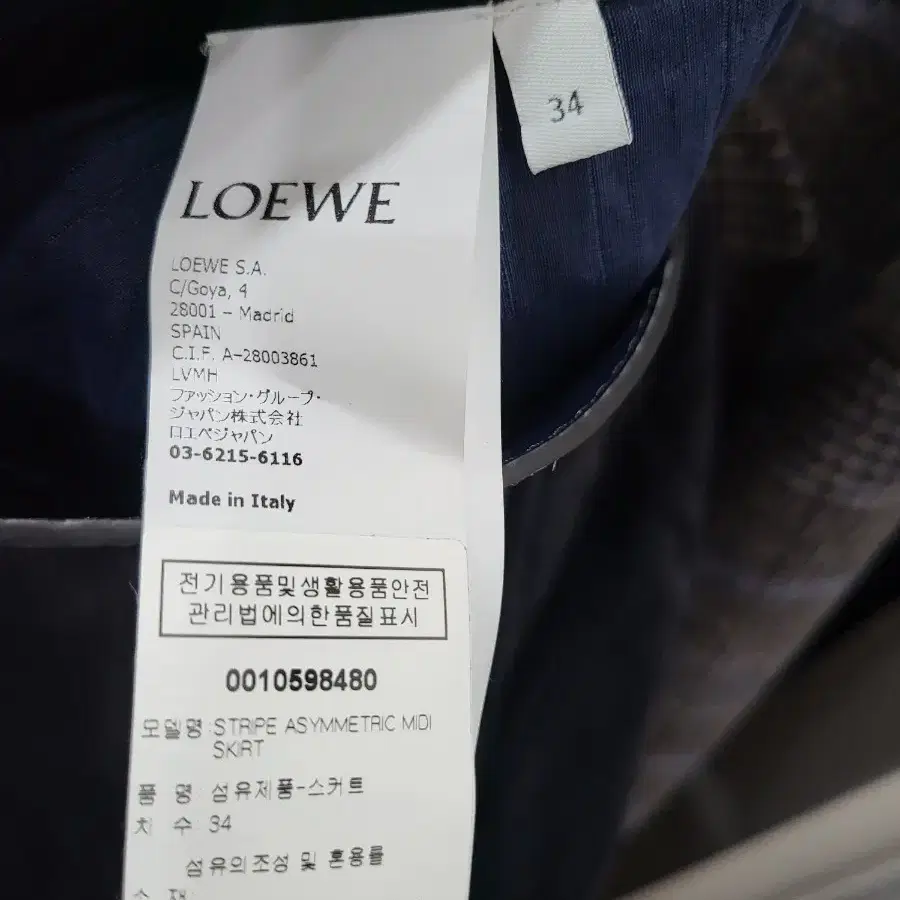 34
LOEWE
LOEWE S.A.
C/Goya, 4
28001 – Madrid
SPAIN
C.I.F. A-28003861
LVMH
ファッション・グループ・
ジャパン株式会社
ロエベジャパン
03-6215-6116
Made in Italy
전기용품및생활용품안전
관리법에의한품질표시
0010598480
모델명:STRIPE ASYMMETRIC MIDI
SKIRT
품 명: 섬유제품-스커트
치 수: 34
섬유의조성 및 혼용률
소 재: